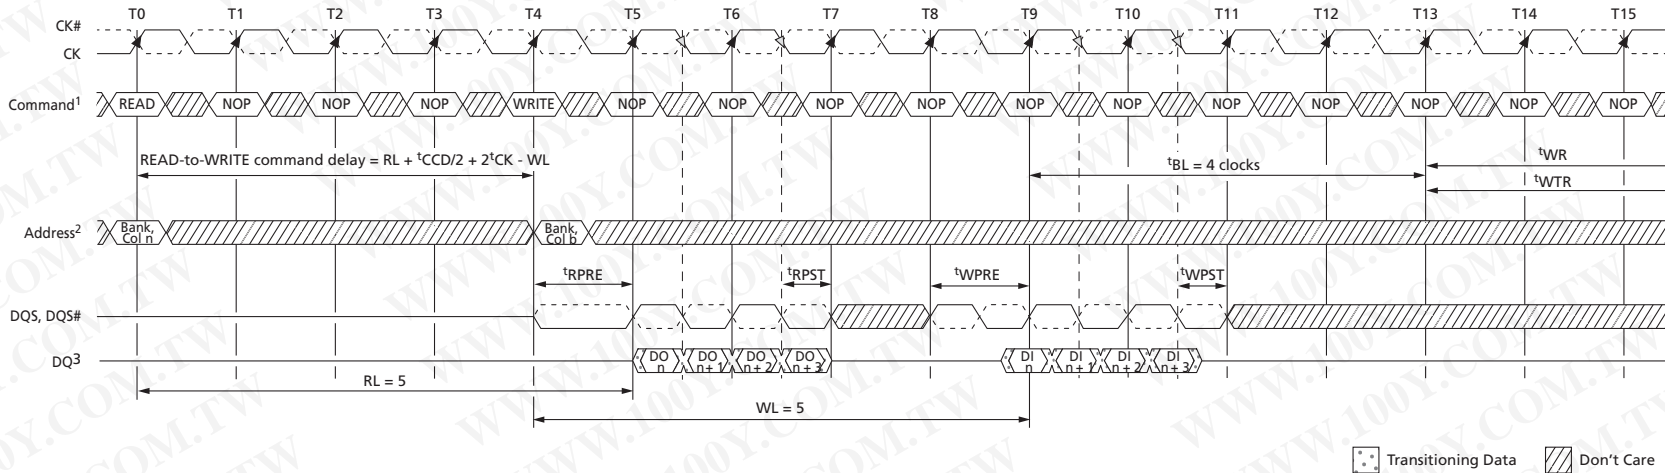 T0 T1 T2 T3 T4 T5 T6 T7 T8 T9 T10 T11 T12 T13 T14 T15
CK#
CK
Command1 READ NOP NOP NOP WRITE NOP NOP NOP NOP NOP NOP NOP NOP NOP NOP NOP
READ-to-WRITE command delay = RL + tCCD/2 + 2tCK - WL
tBL = 4 clocks
tWR
tWTR
Address2 Bank, Col n Bank, Col b
tRPRE tRPST tWPRE tWPST
DQS, DQS#
DQ3 DO n DO n + 1 DO n + 2 DO n + 3 DI n DI n + 1 DI n + 2 DI n + 3
RL = 5
WL = 5
Transitioning Data Don't Care
WWW.100Y.COM.TW